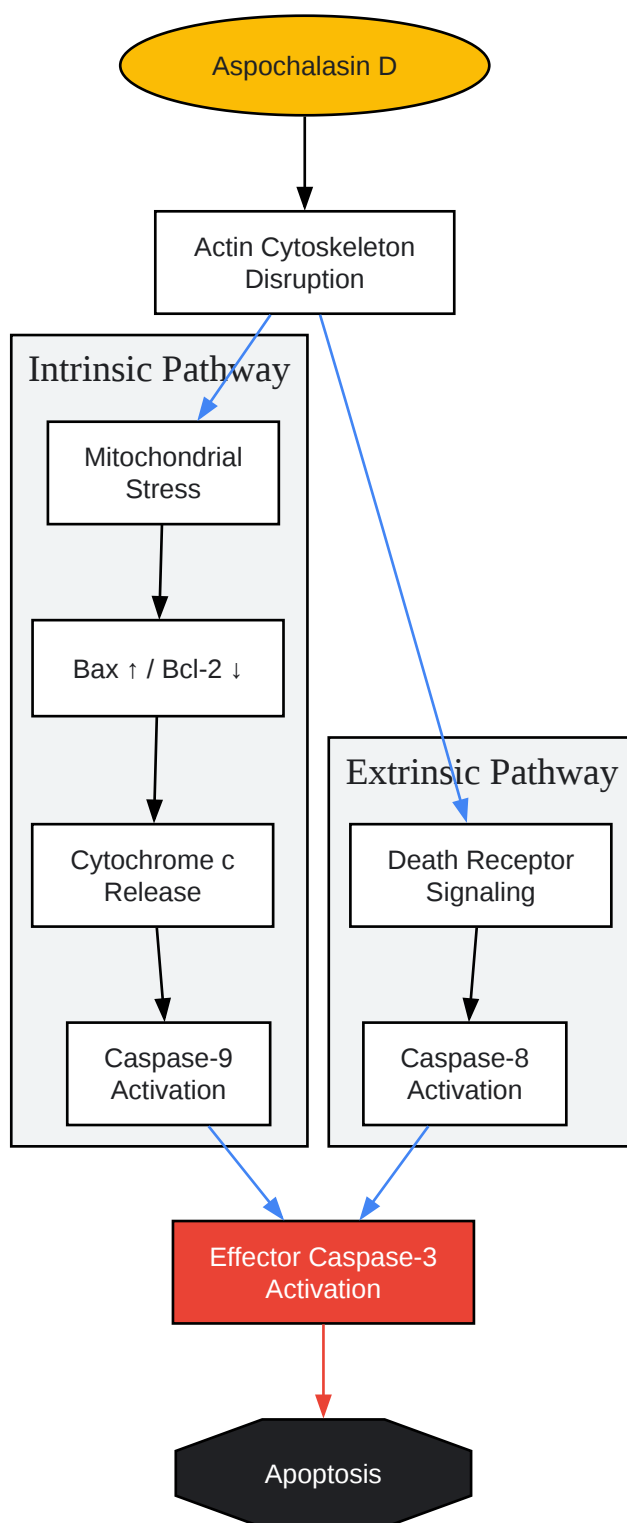 Aspochalasin D
Actin Cytoskeleton
Disruption
Intrinsic Pathway
Mitochondrial
Stress
Bax ↑ / Bcl-2 ↓
Cytochrome c
Release
Caspase-9
Activation
Extrinsic Pathway
Death Receptor
Signaling
Caspase-8
Activation
Effector Caspase-3
Activation
Apoptosis